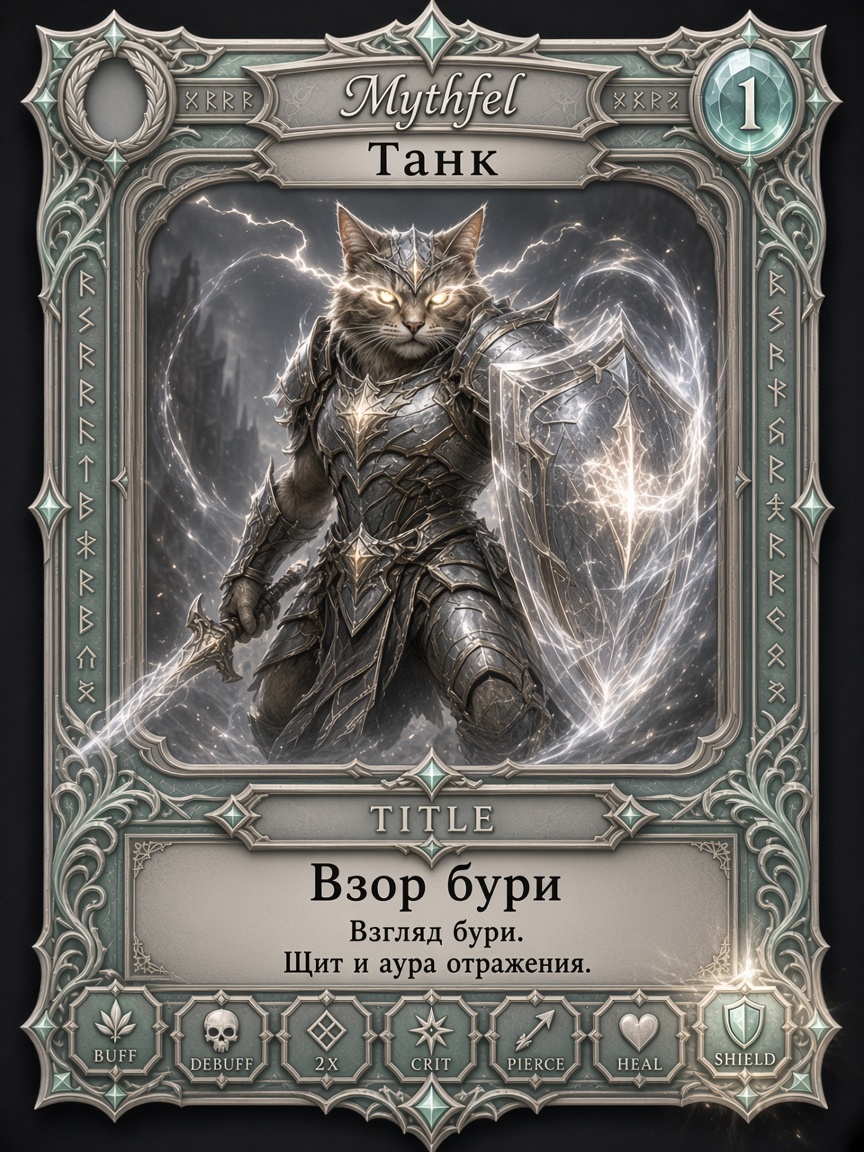 Mythfel
1
Танк
TITLE
Взор бури
Взгляд бури.
Щит и аура отражения.
BUFF
DEBUFF
2X
CRIT
PIERCE
HEAL
SHIELD